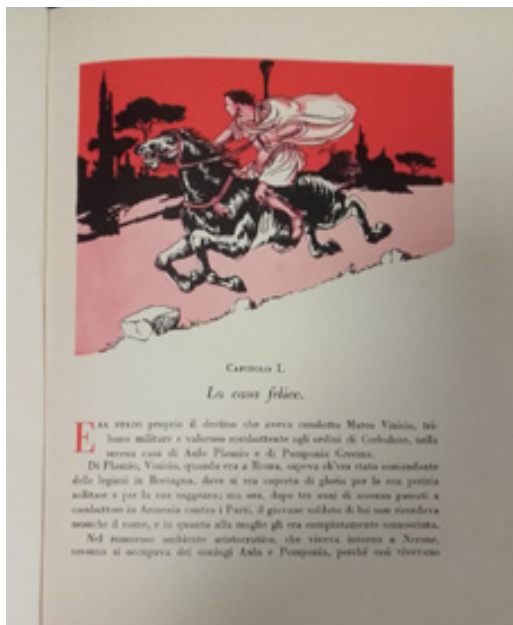 Capitolo I.
La casa felice.
Era stato proprio il destino che aveva condotto Marco Vinicio, tri-
buno militare e valoroso combattente agli ordini di Corbulone, nella
serena casa di Aulo Plauzio e di Pomponia Grecina.
Di Plauzio, Vinicio, quando era a Roma, sapeva ch'era stato comandante
delle legioni in Bretagna, dove si era coperto di gloria per la sua perizia
militare e per la sua saggezza; ma ora, dopo tre anni di assenza passati a
combattere in Armenia contro i Parti, il giovane soldato di lui non ricordava
neanche il nome, e in quanto alla moglie gli era completamente sconosciuta.
Nel rumoroso ambiente aristocratico, che viveva intorno a Nerone,
nessuno si occupava dei coniugi Aulo e Pomponia, perché così vivevano